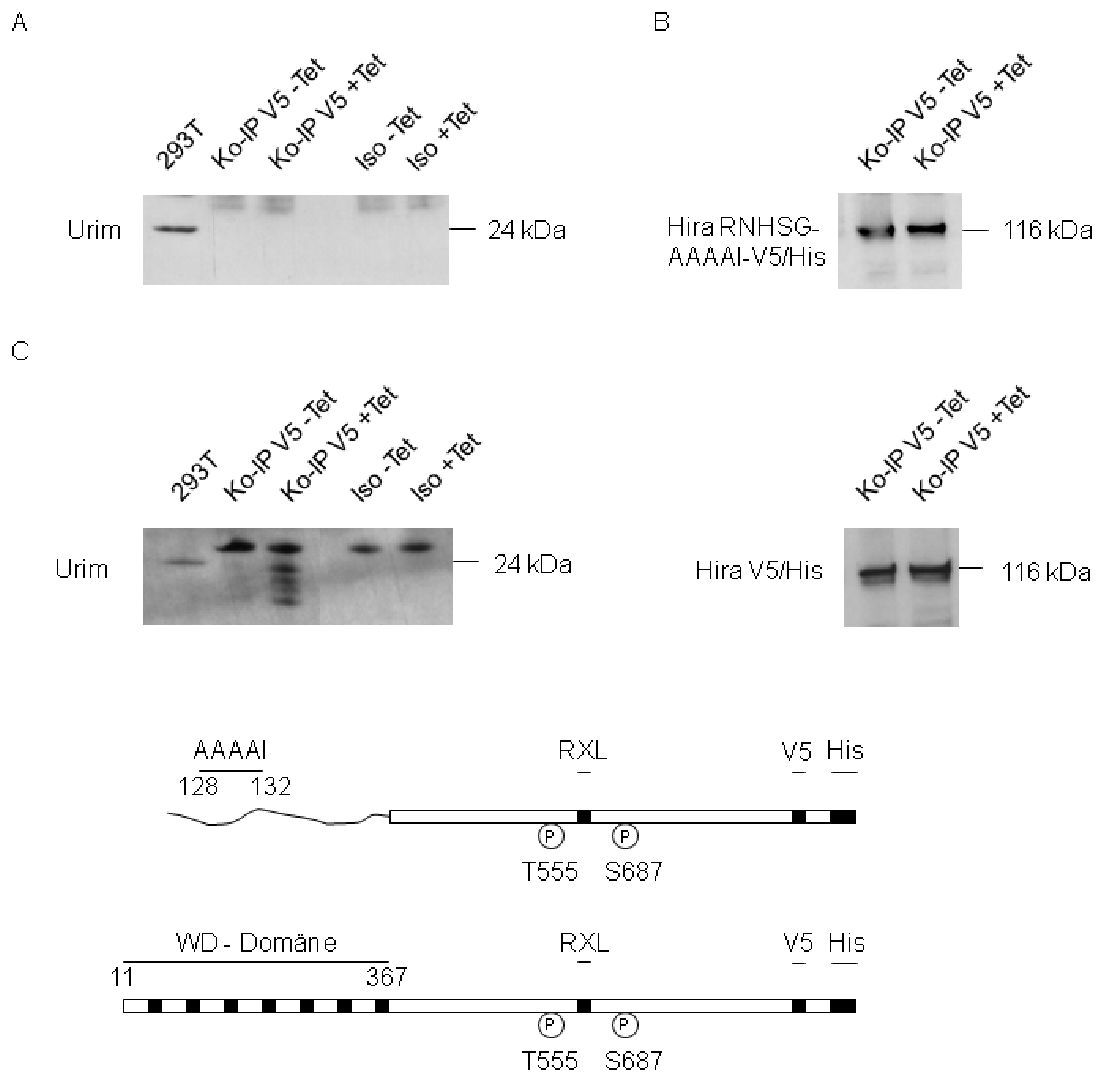 A
B
293T
Ko-IP V5 -Tet
Ko-IP V5 +Tet
Iso -Tet
Iso +Tet
Ko-IP V5 -Tet
Ko-IP V5 +Tet
Urim
24 kDa
Hira RNHSG-
AAAAI-V5/His
116 kDa
C
293T
Ko-IP V5 -Tet
Ko-IP V5 +Tet
Iso -Tet
Iso +Tet
Ko-IP V5 -Tet
Ko-IP V5 +Tet
Urim
24 kDa
Hira V5/His
116 kDa
AAAAI
RXL
V5
His
128
132
P
P
T555
S687
WD - Domäne
RXL
V5
His
11
367
P
P
T555
S687